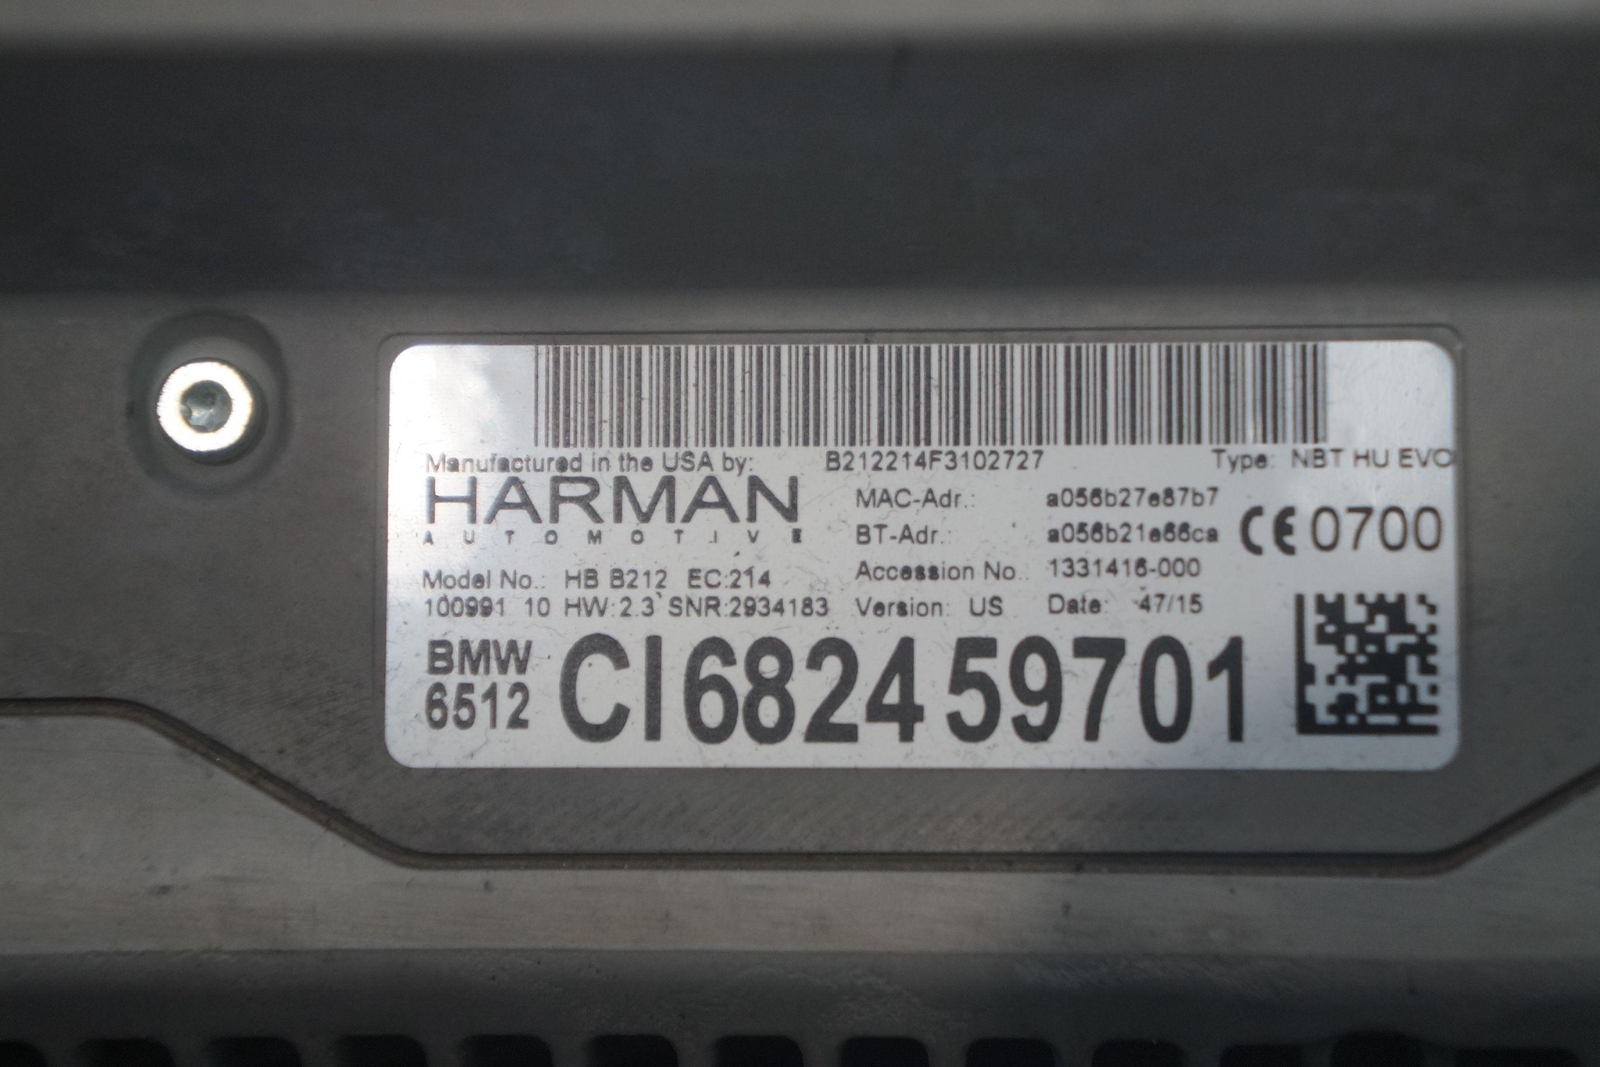 Manufactured in the USA by: B212214F3102727 Type: NBT HU EVO
HARMAN
AUTOMOTIVE
MAC-Adr.: a056b27e87b7
BT-Adr.: a056b21e66ca
CE 0700
Model No.: HB B212 EC:214 Accession No.: 1331416-000
100991 10 HW:2.3 SNR:2934183 Version: US Date: 47/15
BMW
6512
CI682459701